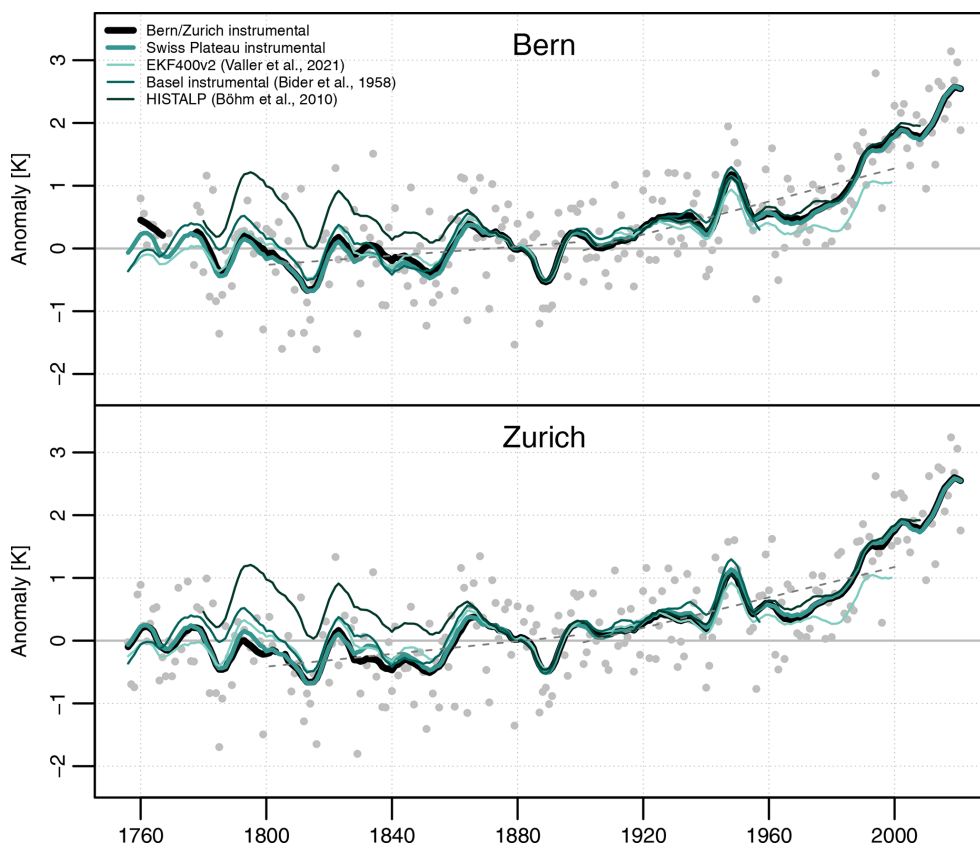 Bern
Bern/Zurich instrumental
Swiss Plateau instrumental
EKF400v2 (Valler et al., 2021)
Basel instrumental (Bider et al., 1958)
HISTALP (Böhm et al., 2010)
Anomaly [K]
3
2
1
0
−1
−2
Zurich
Anomaly [K]
3
2
1
0
−1
−2
1760 1800 1840 1880 1920 1960 2000